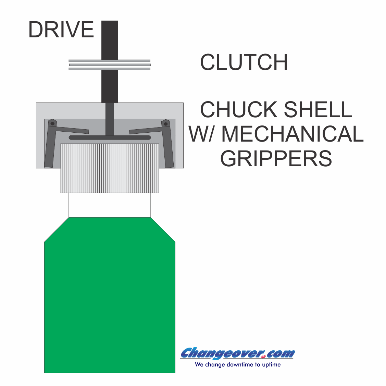 DRIVE
CLUTCH
CHUCK SHELL
W/ MECHANICAL
GRIPPERS
Changeover.com
We change downtime to uptime